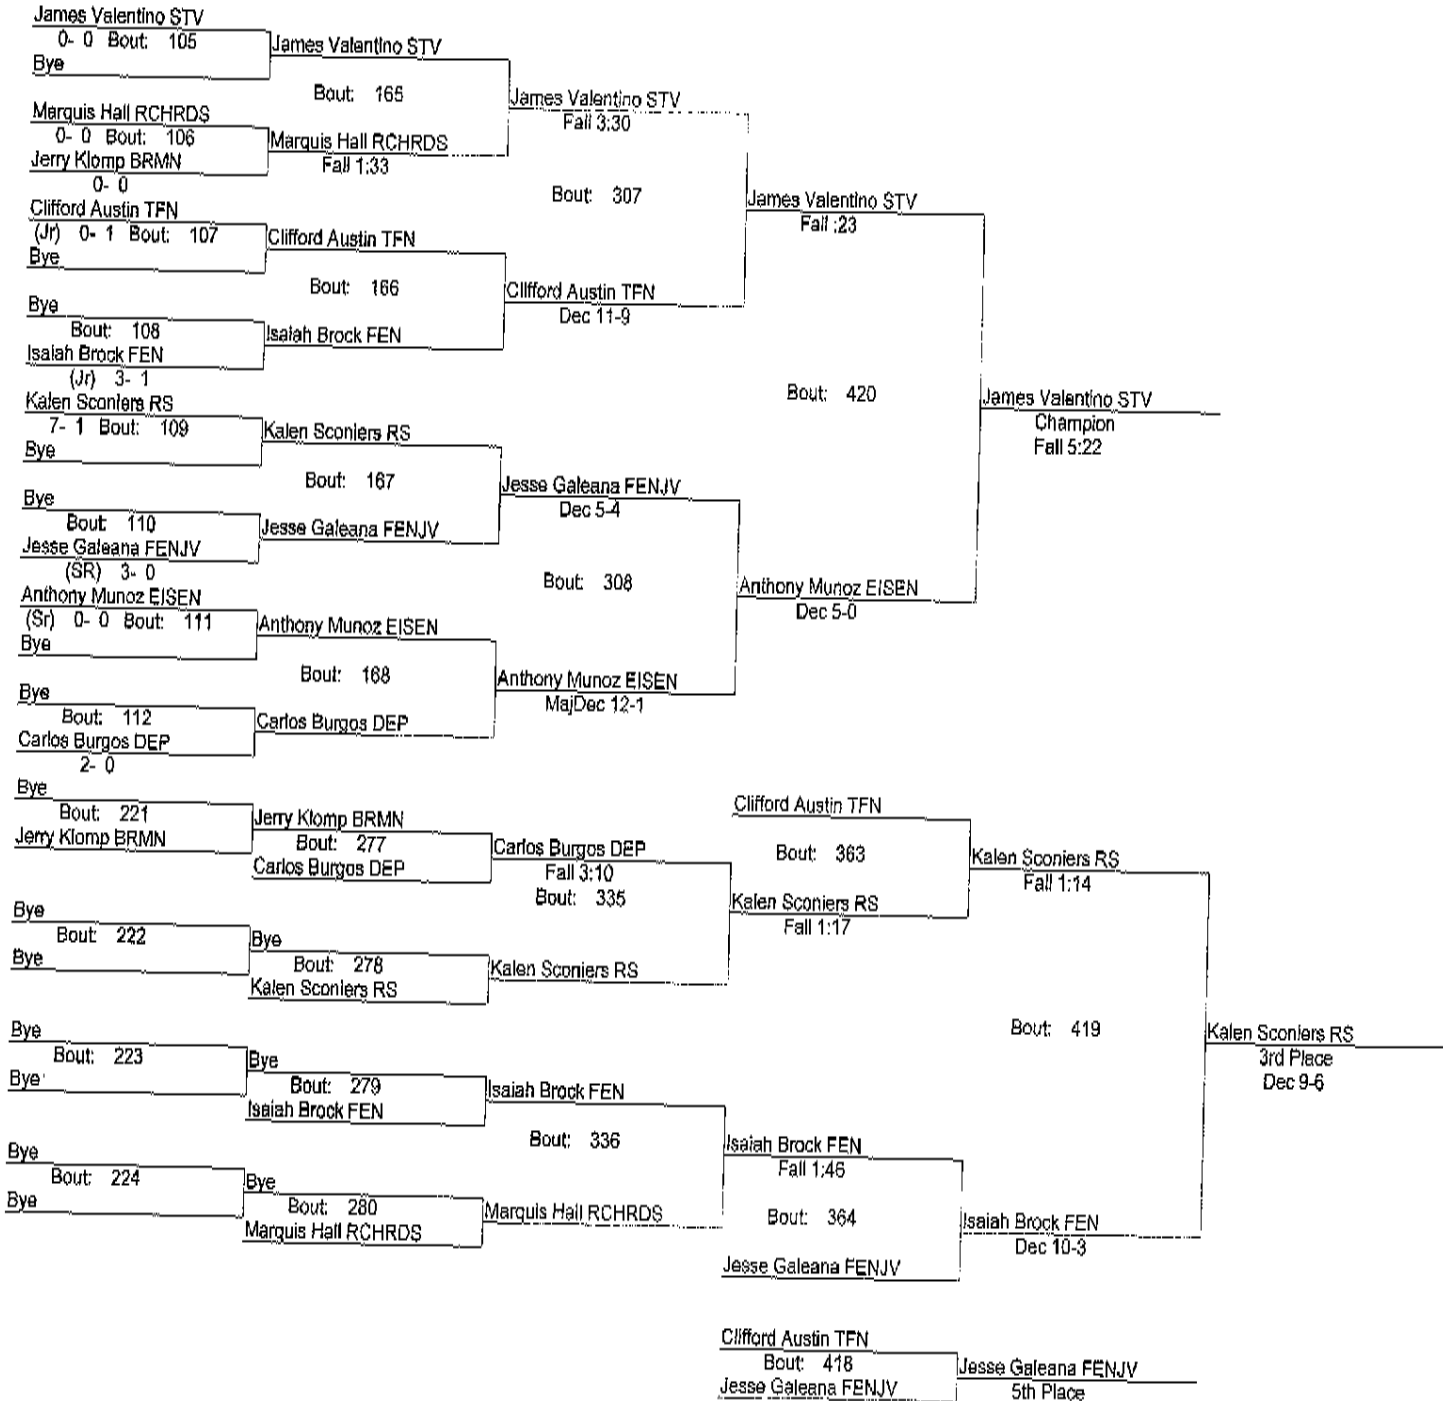 James Valentino STV
0- 0 Bout: 105
Bye
James Valentino STV
Bout: 165
Marquis Hall RCHRDS
0- 0 Bout: 106
Jerry Klomp BRMN
0- 0
Marquis Hall RCHRDS
Fall 1:33
James Valentino STV
Fall 3:30
Bout: 307
Clifford Austin TFN
(Jr) 0- 1 Bout: 107
Bye
Clifford Austin TFN
Bout: 166
Bye
Bout: 108
Isaiah Brock FEN
(Jr) 3- 1
Isaiah Brock FEN
Clifford Austin TFN
Dec 11-9
James Valentino STV
Fall :23
Bout: 420
Kalen Sconiers RS
7- 1 Bout: 109
Bye
Kalen Sconiers RS
Bout: 167
Bye
Bout: 110
Jesse Galeana FENJV
(SR) 3- 0
Jesse Galeana FENJV
Jesse Galeana FENJV
Dec 5-4
Bout: 308
Anthony Munoz EISEN
(Sr) 0- 0 Bout: 111
Bye
Anthony Munoz EISEN
Bout: 168
Bye
Bout: 112
Carlos Burgos DEP
2- 0
Carlos Burgos DEP
Anthony Munoz EISEN
MajDec 12-1
Anthony Munoz EISEN
Dec 5-0
James Valentino STV
Champion
Fall 5:22
Bye
Bout: 221
Jerry Klomp BRMN
Jerry Klomp BRMN
Bout: 277
Carlos Burgos DEP
Carlos Burgos DEP
Fall 3:10
Bout: 335
Bye
Bout: 222
Bye
Bye
Bout: 278
Kalen Sconiers RS
Kalen Sconiers RS
Clifford Austin TFN
Bout: 363
Kalen Sconiers RS
Fall 1:17
Kalen Sconiers RS
Fall 1:14
Bout: 419
Bye
Bout: 223
Bye
Bye
Bout: 279
Isaiah Brock FEN
Isaiah Brock FEN
Bout: 336
Bye
Bout: 224
Bye
Bye
Bout: 280
Marquis Hall RCHRDS
Marquis Hall RCHRDS
Isaiah Brock FEN
Fall 1:46
Bout: 364
Jesse Galeana FENJV
Isaiah Brock FEN
Dec 10-3
Kalen Sconiers RS
3rd Place
Dec 9-6
Clifford Austin TFN
Bout: 418
Jesse Galeana FENJV
Jesse Galeana FENJV
5th Place